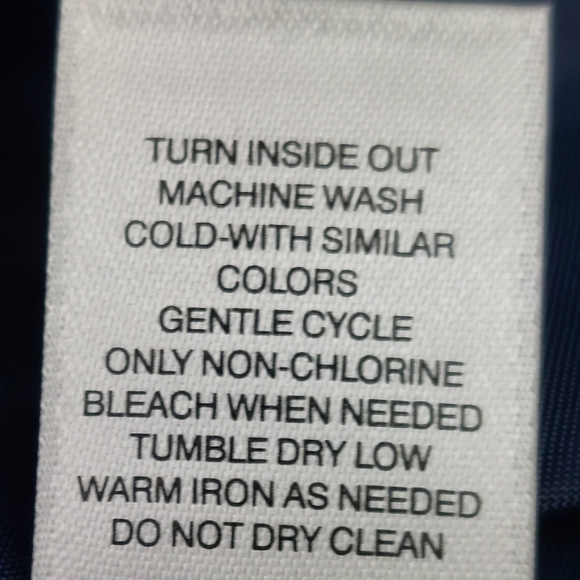 TURN INSIDE OUT
MACHINE WASH
COLD-WITH SIMILAR
COLORS
GENTLE CYCLE
ONLY NON-CHLORINE
BLEACH WHEN NEEDED
TUMBLE DRY LOW
WARM IRON AS NEEDED
DO NOT DRY CLEAN